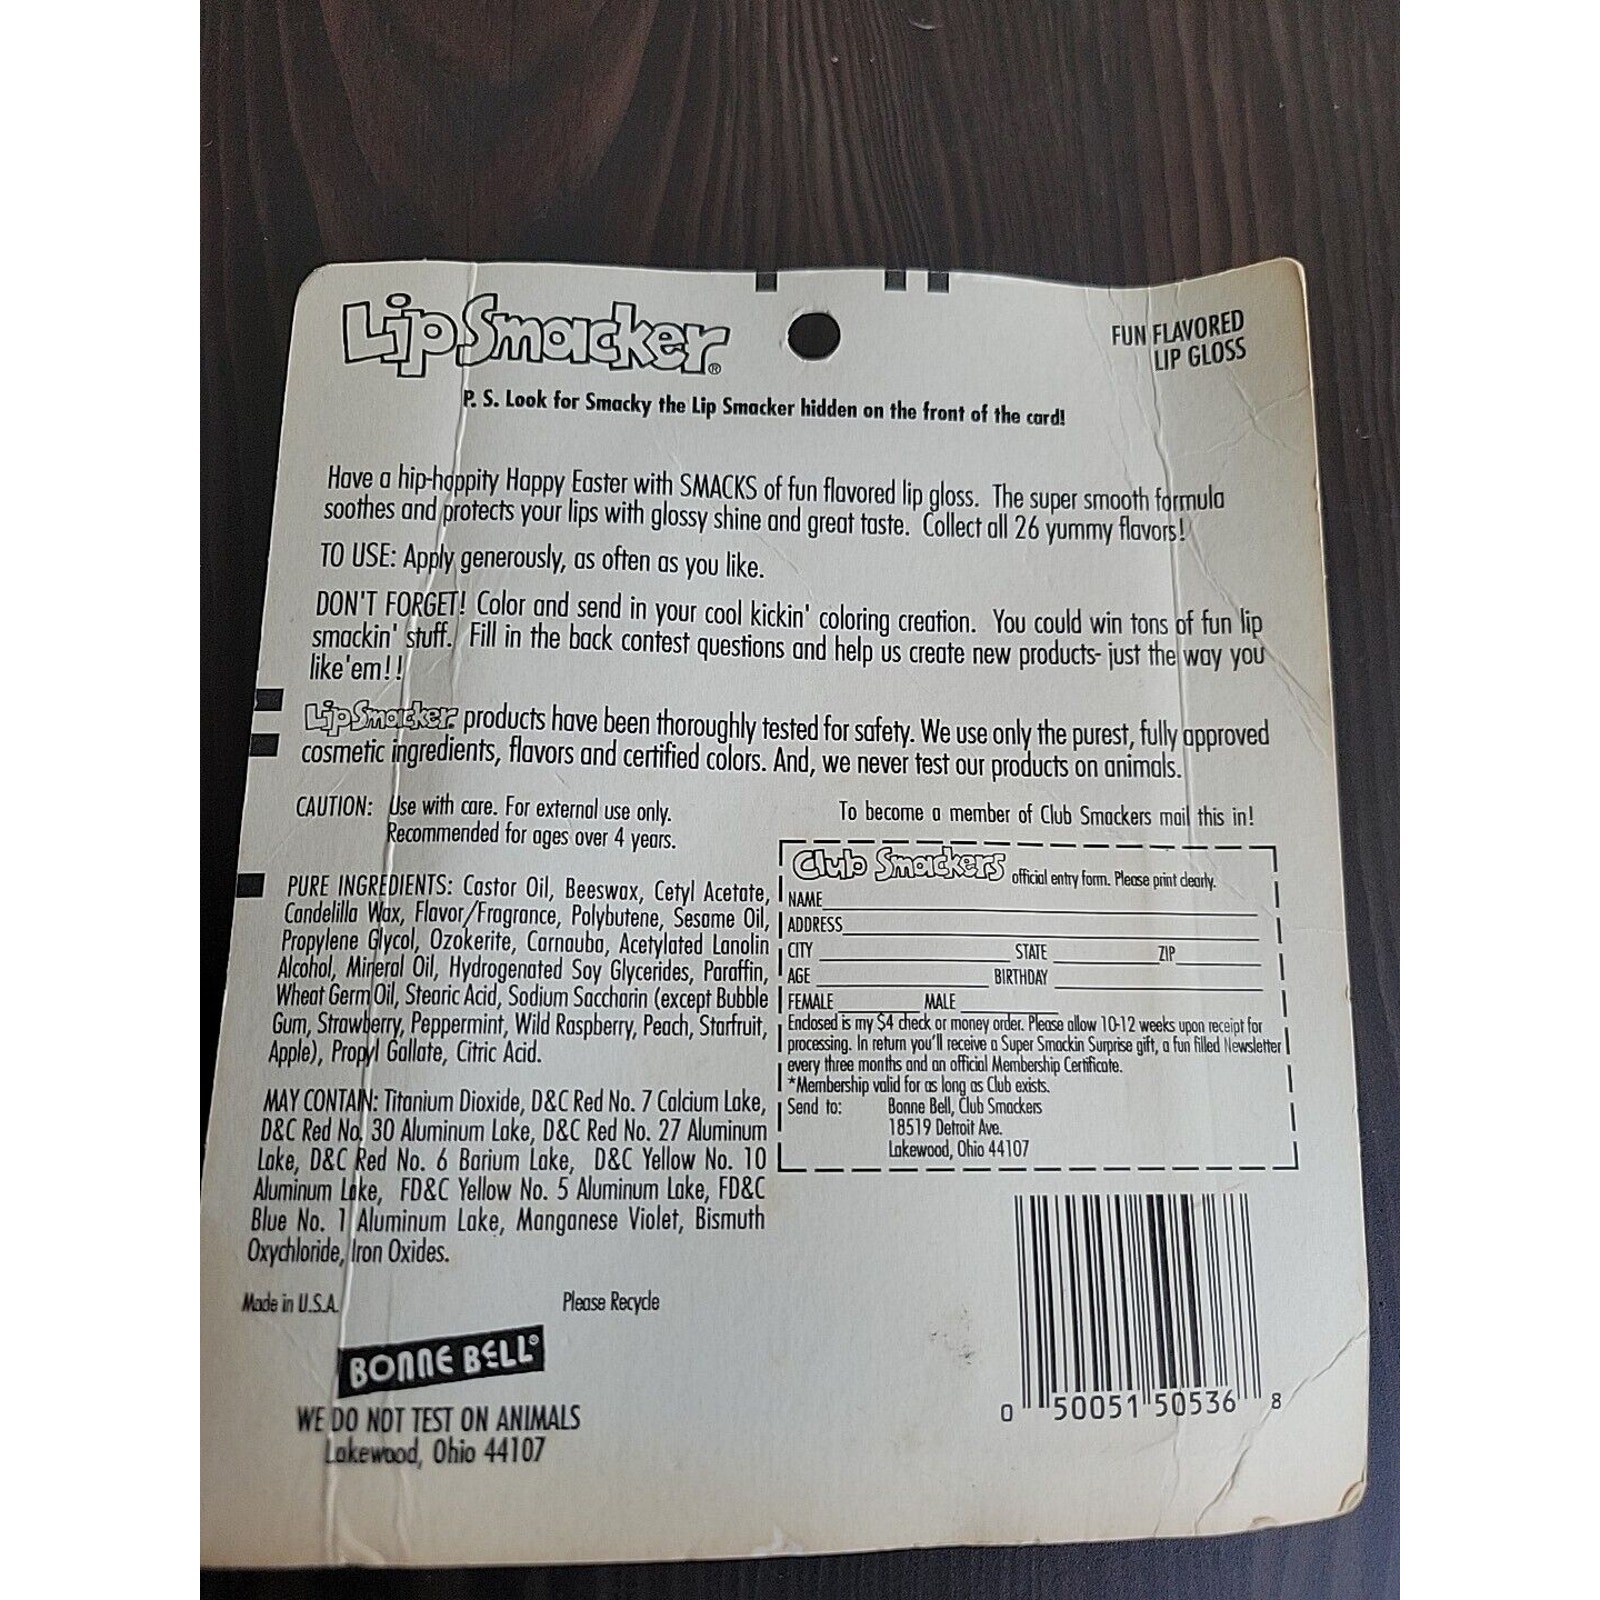 Lip Smacker®
FUN FLAVORED
LIP GLOSS
P. S. Look for Smacky the Lip Smacker hidden on the front of the card!
Have a hip-hoppity Happy Easter with SMACKS of fun flavored lip gloss. The super smooth formula
soothes and protects your lips with glossy shine and great taste. Collect all 26 yummy flavors!
TO USE: Apply generously, as often as you like.
DON'T FORGET! Color and send in your cool kickin' coloring creation. You could win tons of fun lip
smackin' stuff. Fill in the back contest questions and help us create new products- just the way you
like'em!!
Lip Smacker® products have been thoroughly tested for safety. We use only the purest, fully approved
cosmetic ingredients, flavors and certified colors. And, we never test our products on animals.
CAUTION: Use with care. For external use only.
Recommended for ages over 4 years.
PURE INGREDIENTS: Castor Oil, Beeswax, Cetyl Acetate,
Candelilla Wax, Flavor/Fragrance, Polybutene, Sesame Oil,
Propylene Glycol, Ozokerite, Carnauba, Acetylated Lanolin
Alcohol, Mineral Oil, Hydrogenated Soy Glycerides, Paraffin,
Wheat Germ Oil, Stearic Acid, Sodium Saccharin (except Bubble
Gum, Strawberry, Peppermint, Wild Raspberry, Peach, Starfruit,
Apple), Propyl Gallate, Citric Acid.
MAY CONTAIN: Titanium Dioxide, D&C Red No. 7 Calcium Lake,
D&C Red No. 30 Aluminum Lake, D&C Red No. 27 Aluminum
Lake, D&C Red No. 6 Barium Lake, D&C Yellow No. 10
Aluminum Lake, FD&C Yellow No. 5 Aluminum Lake, FD&C
Blue No. 1 Aluminum Lake, Manganese Violet, Bismuth
Oxychloride, Iron Oxides.
To become a member of Club Smackers mail this in!
Club Smackers official entry form. Please print clearly.
NAME
ADDRESS
CITY STATE ZIP
AGE BIRTHDAY
FEMALE MALE
Enclosed is my $4 check or money order. Please allow 10-12 weeks upon receipt for
processing. In return you'll receive a Super Smackin Surprise gift, a fun filled Newsletter
every three months and an official Membership Certificate.
*Membership valid for as long as Club exists.
Send to: Bonne Bell, Club Smackers
18519 Detroit Ave.
Lakewood, Ohio 44107
Made in U.S.A. Please Recycle
BONNE BELL®
WE DO NOT TEST ON ANIMALS
Lakewood, Ohio 44107
0 50051 50536 8